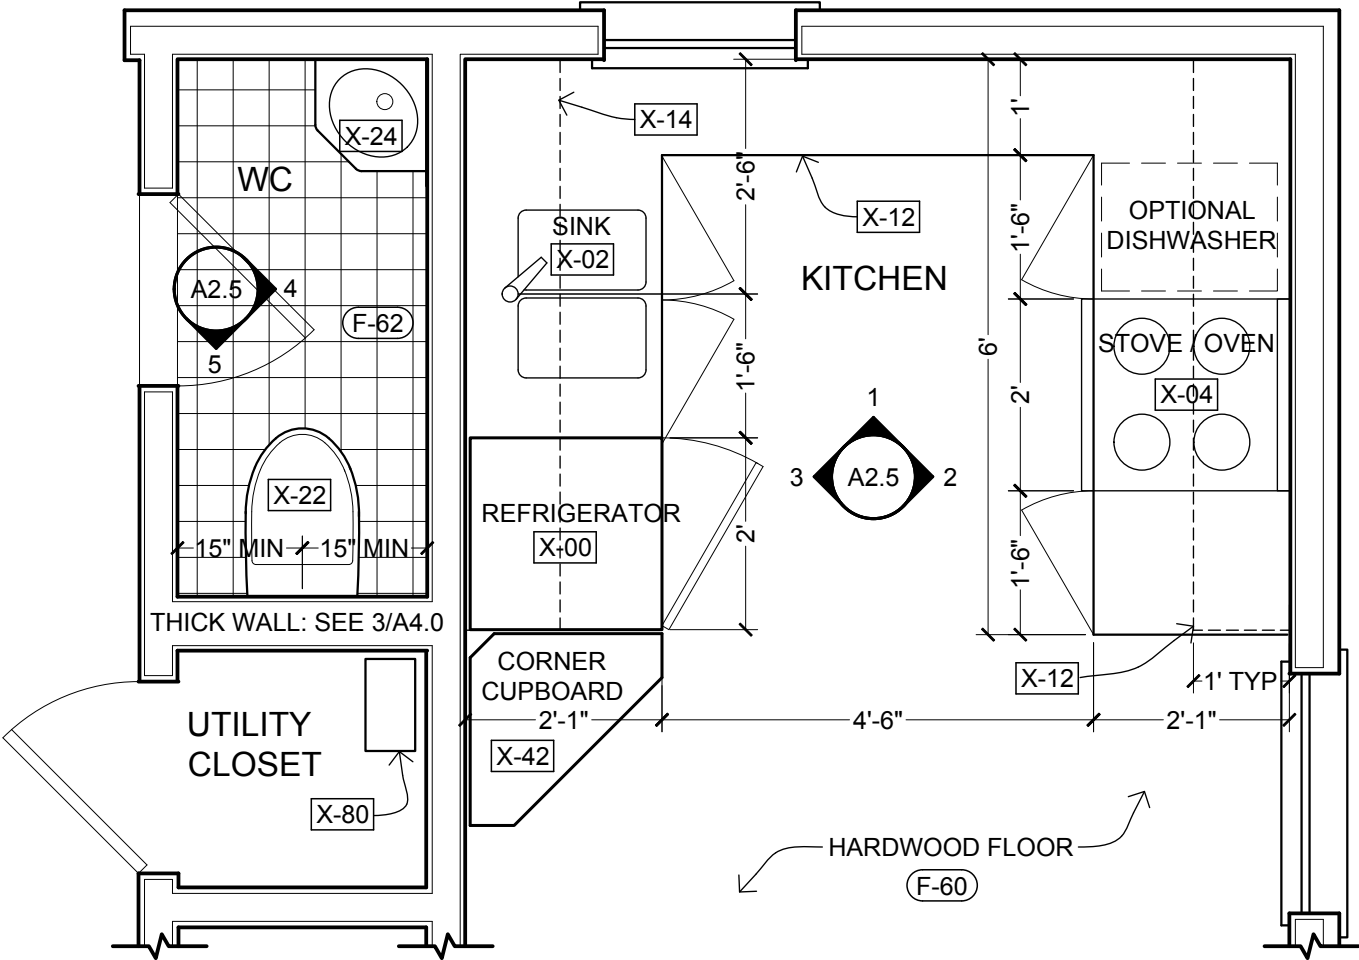 X-14
X-24
WC
1'
2'-6"
X-12
1'-6"
OPTIONAL
DISHWASHER
SINK
X-02
KITCHEN
A2.5
4
5
F-62
1'-6"
6'
2'
STOVE / OVEN
X-04
1
3
A2.5
2
X-22
REFRIGERATOR
X-00
2'
1'-6"
15" MIN
15" MIN
THICK WALL: SEE 3/A4.0
CORNER
CUPBOARD
X-12
1' TYP
2'-1"
4'-6"
2'-1"
UTILITY
CLOSET
X-42
X-80
HARDWOOD FLOOR
F-60